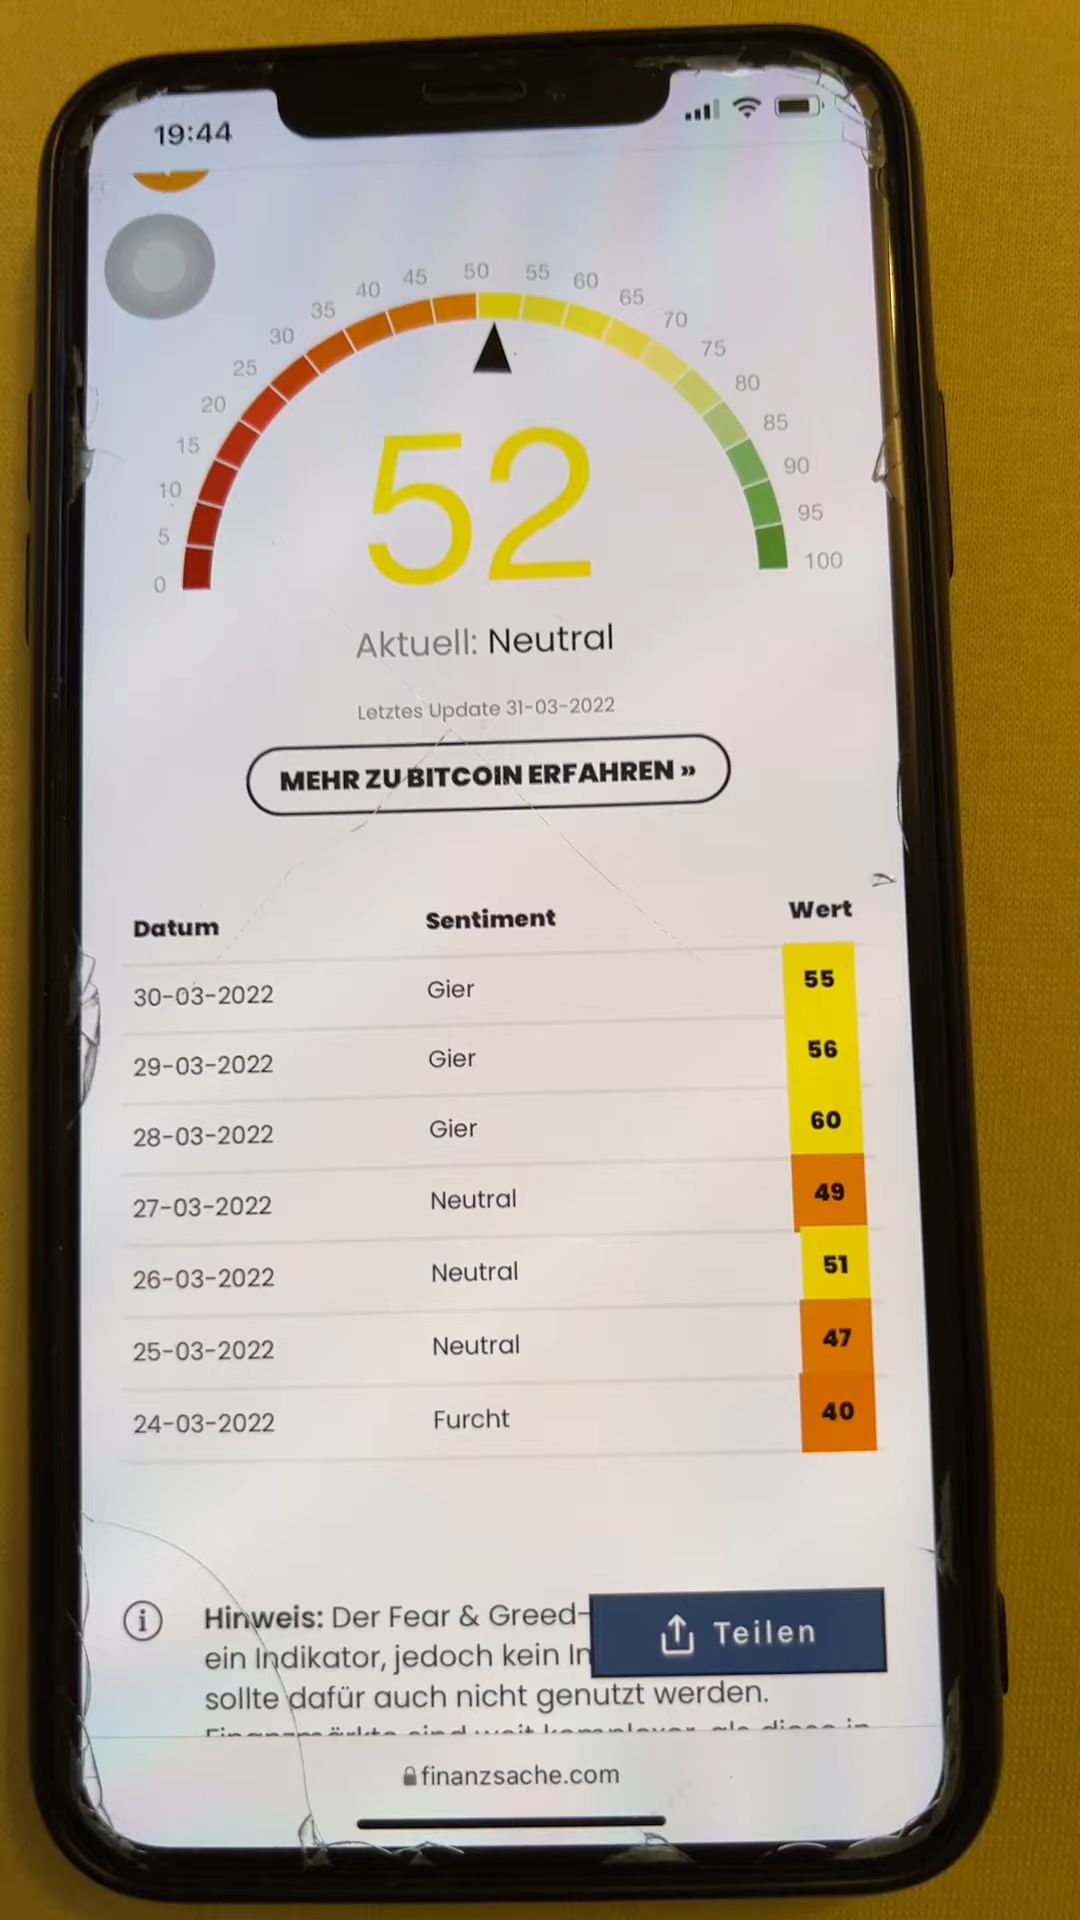 19:44
0
5
10
15
20
25
30
35
40
45
50
55
60
65
70
75
80
85
90
95
100
52
Aktuell: Neutral
Letztes Update 31-03-2022
MEHR ZU BITCOIN ERFAHREN »
Datum Sentiment Wert
30-03-2022 Gier 55
29-03-2022 Gier 56
28-03-2022 Gier 60
27-03-2022 Neutral 49
26-03-2022 Neutral 51
25-03-2022 Neutral 47
24-03-2022 Furcht 40
Hinweis: Der Fear & Greed-
ein Indikator, jedoch kein
Teilen
sollte dafür auch nicht genutzt werden.
finanzsache.com